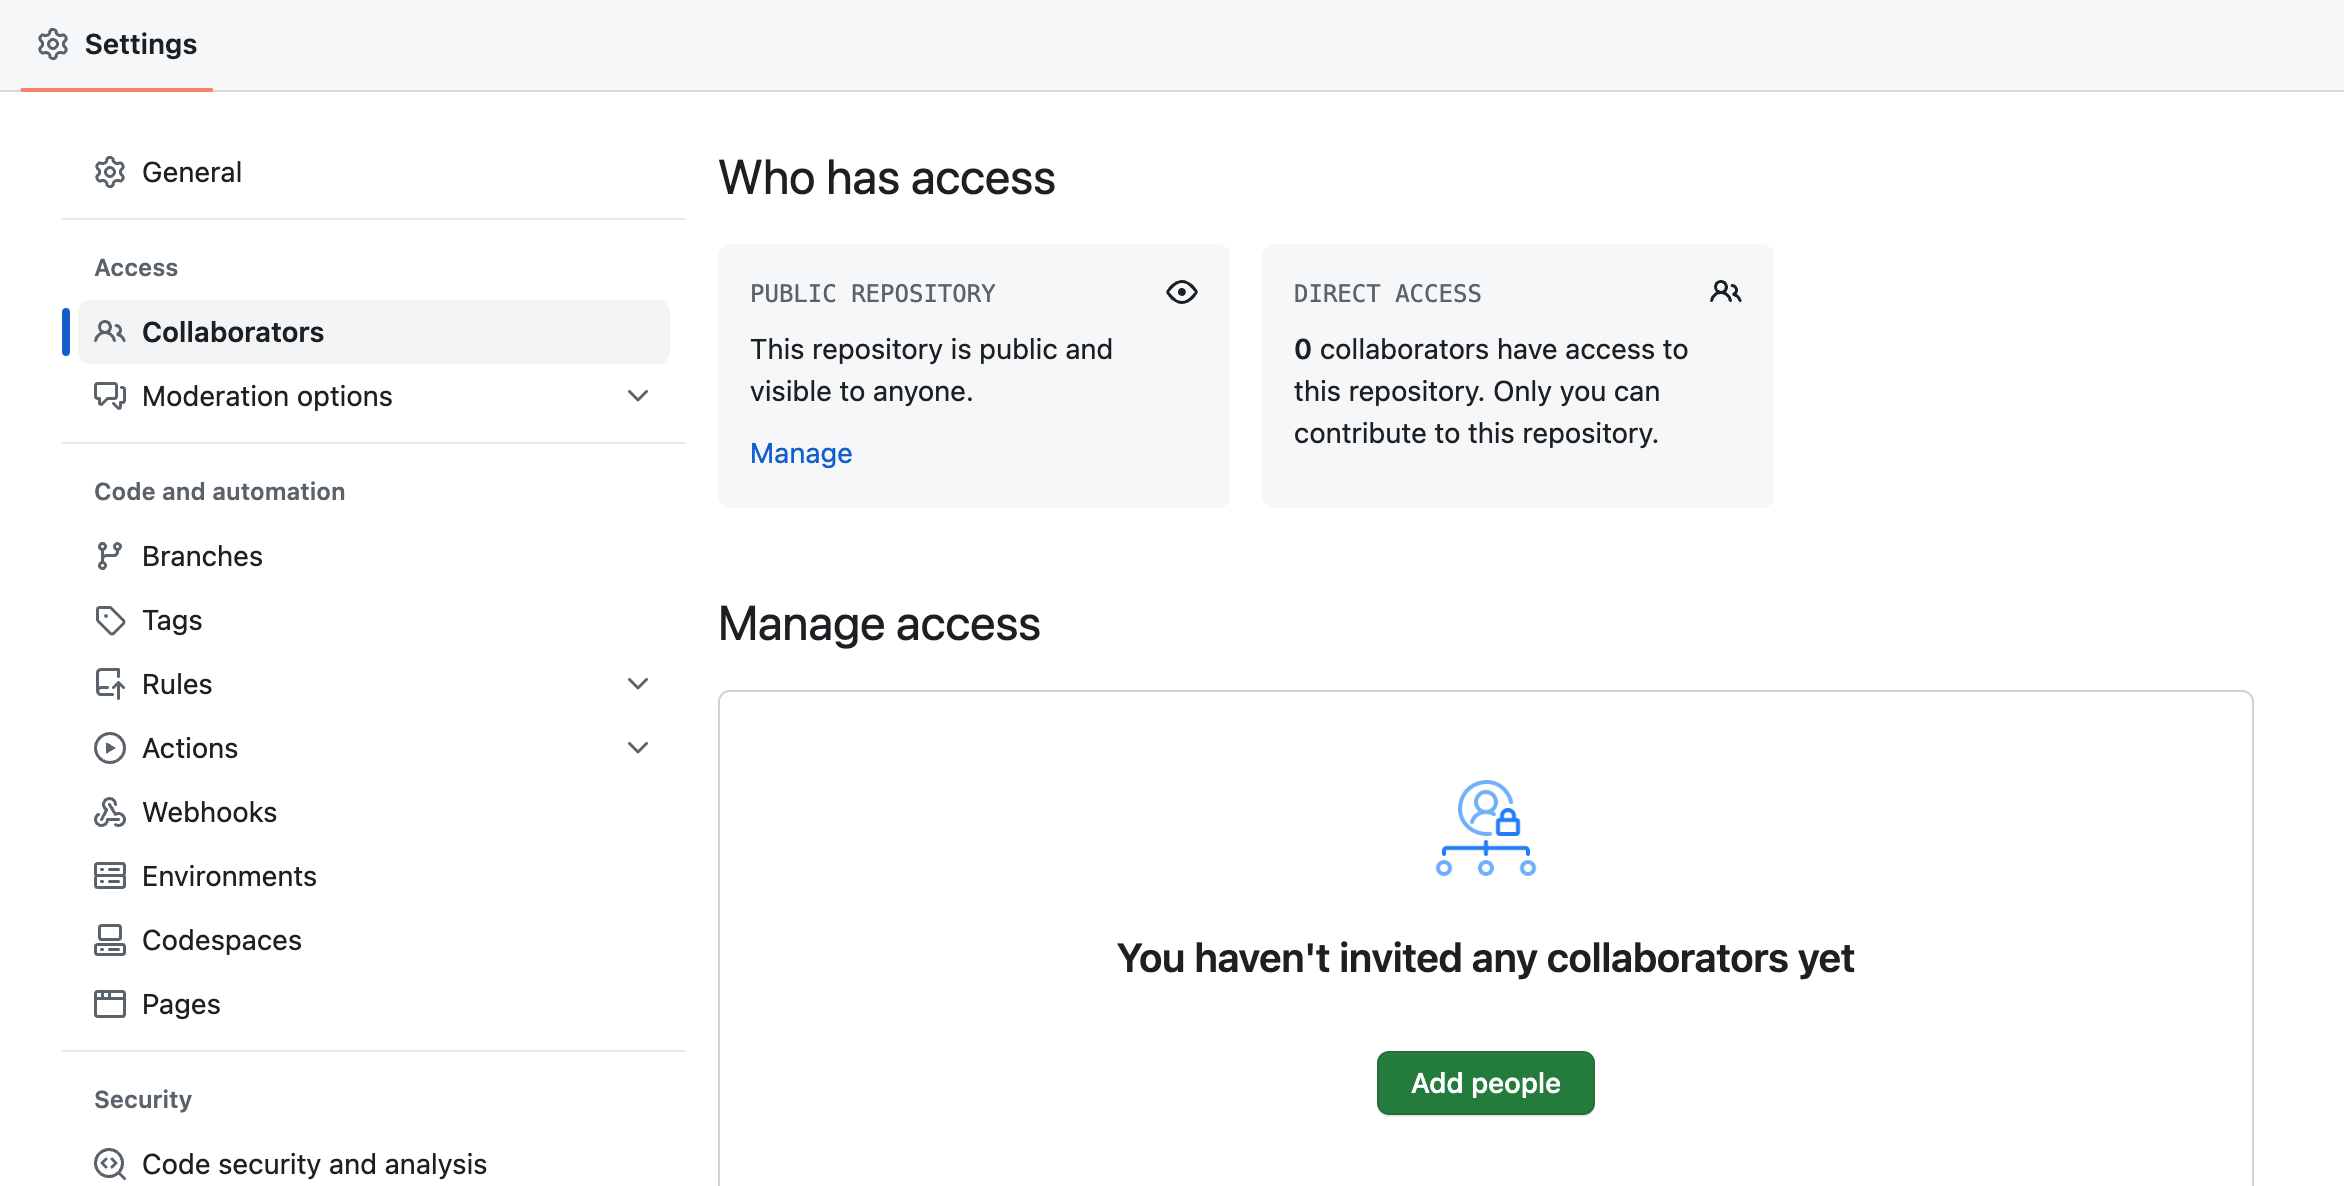 Settings
General
Access
Collaborators
Moderation options
Code and automation
Branches
Tags
Rules
Actions
Webhooks
Environments
Codespaces
Pages
Security
Code security and analysis
Who has access
PUBLIC REPOSITORY
This repository is public and
visible to anyone.
Manage
DIRECT ACCESS
0 collaborators have access to
this repository. Only you can
contribute to this repository.
Manage access
You haven't invited any collaborators yet
Add people